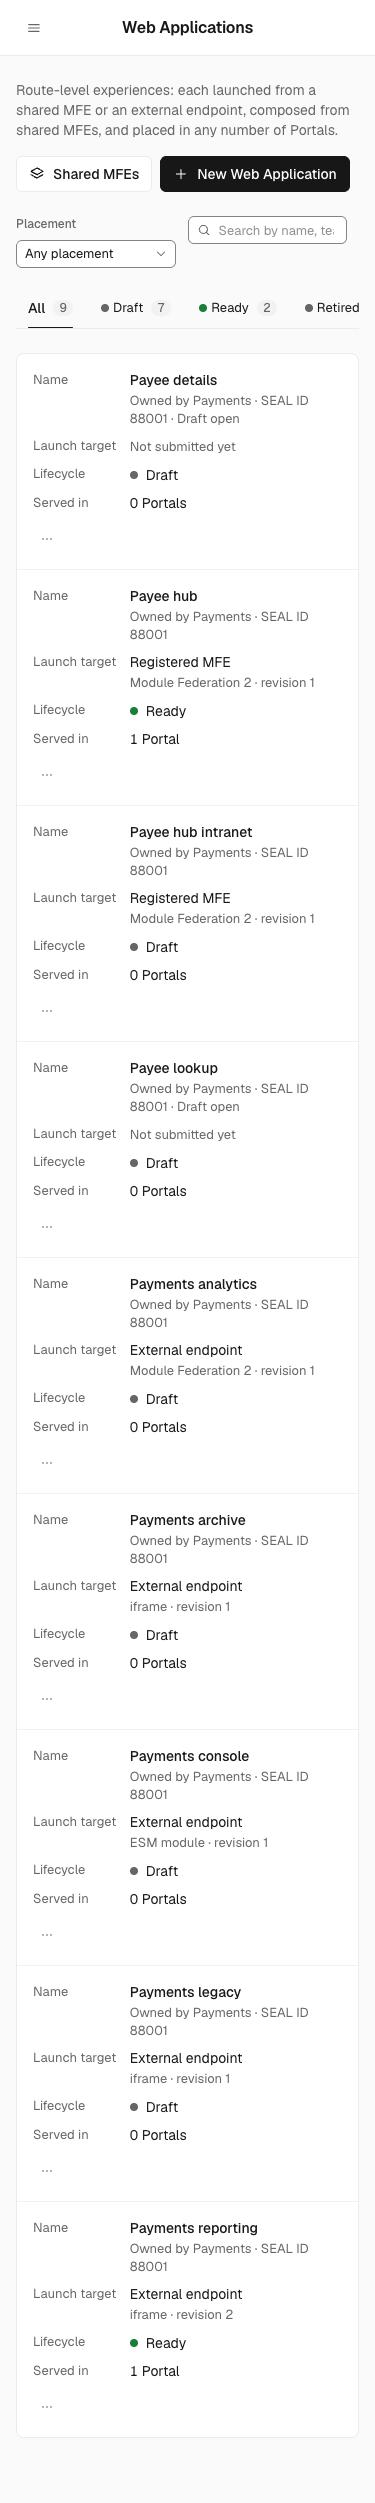 Web Applications
Route-level experiences: each launched from a
shared MFE or an external endpoint, composed from
shared MFEs, and placed in any number of Portals.
Shared MFEs
New Web Application
Placement
Any placement
Search by name, te
All 9
Draft 7
Ready 2
Retired
Name Payee details
Owned by Payments · SEAL ID
88001 · Draft open
Launch target Not submitted yet
Lifecycle Draft
Served in 0 Portals
...
Name Payee hub
Owned by Payments · SEAL ID
88001
Launch target Registered MFE
Module Federation 2 · revision 1
Lifecycle Ready
Served in 1 Portal
...
Name Payee hub intranet
Owned by Payments · SEAL ID
88001
Launch target Registered MFE
Module Federation 2 · revision 1
Lifecycle Draft
Served in 0 Portals
...
Name Payee lookup
Owned by Payments · SEAL ID
88001 · Draft open
Launch target Not submitted yet
Lifecycle Draft
Served in 0 Portals
...
Name Payments analytics
Owned by Payments · SEAL ID
88001
Launch target External endpoint
Module Federation 2 · revision 1
Lifecycle Draft
Served in 0 Portals
...
Name Payments archive
Owned by Payments · SEAL ID
88001
Launch target External endpoint
iframe · revision 1
Lifecycle Draft
Served in 0 Portals
...
Name Payments console
Owned by Payments · SEAL ID
88001
Launch target External endpoint
ESM module · revision 1
Lifecycle Draft
Served in 0 Portals
...
Name Payments legacy
Owned by Payments · SEAL ID
88001
Launch target External endpoint
iframe · revision 1
Lifecycle Draft
Served in 0 Portals
...
Name Payments reporting
Owned by Payments · SEAL ID
88001
Launch target External endpoint
iframe · revision 2
Lifecycle Ready
Served in 1 Portal
...